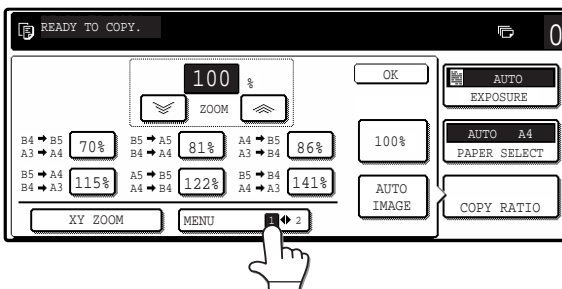 READY TO COPY.
0
100 %
ZOOM
OK
AUTO
EXPOSURE
B4 → B5
A3 → A4
70%
B5 → A5
B4 → A4
81%
A4 → B5
A3 → B4
86%
100%
AUTO A4
PAPER SELECT
B5 → A4
B4 → A3
115%
A5 → B5
A4 → B4
122%
B5 → B4
A4 → A3
141%
AUTO
IMAGE
COPY RATIO
XY ZOOM
MENU 1 2